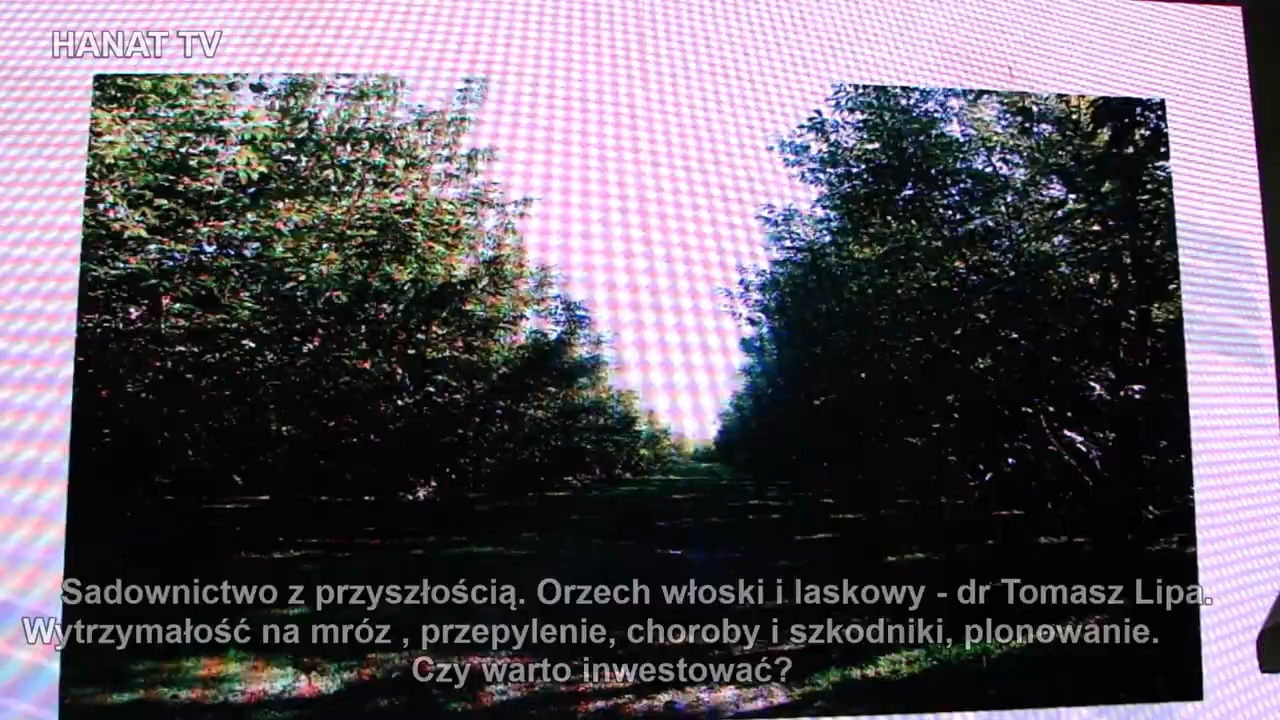 HANAT TV
Sadownictwo z przyszłością. Orzech włoski i laskowy - dr Tomasz Lipa.
Wytrzymałość na mróz , przepylenie, choroby i szkodniki, plonowanie.
Czy warto inwestować?